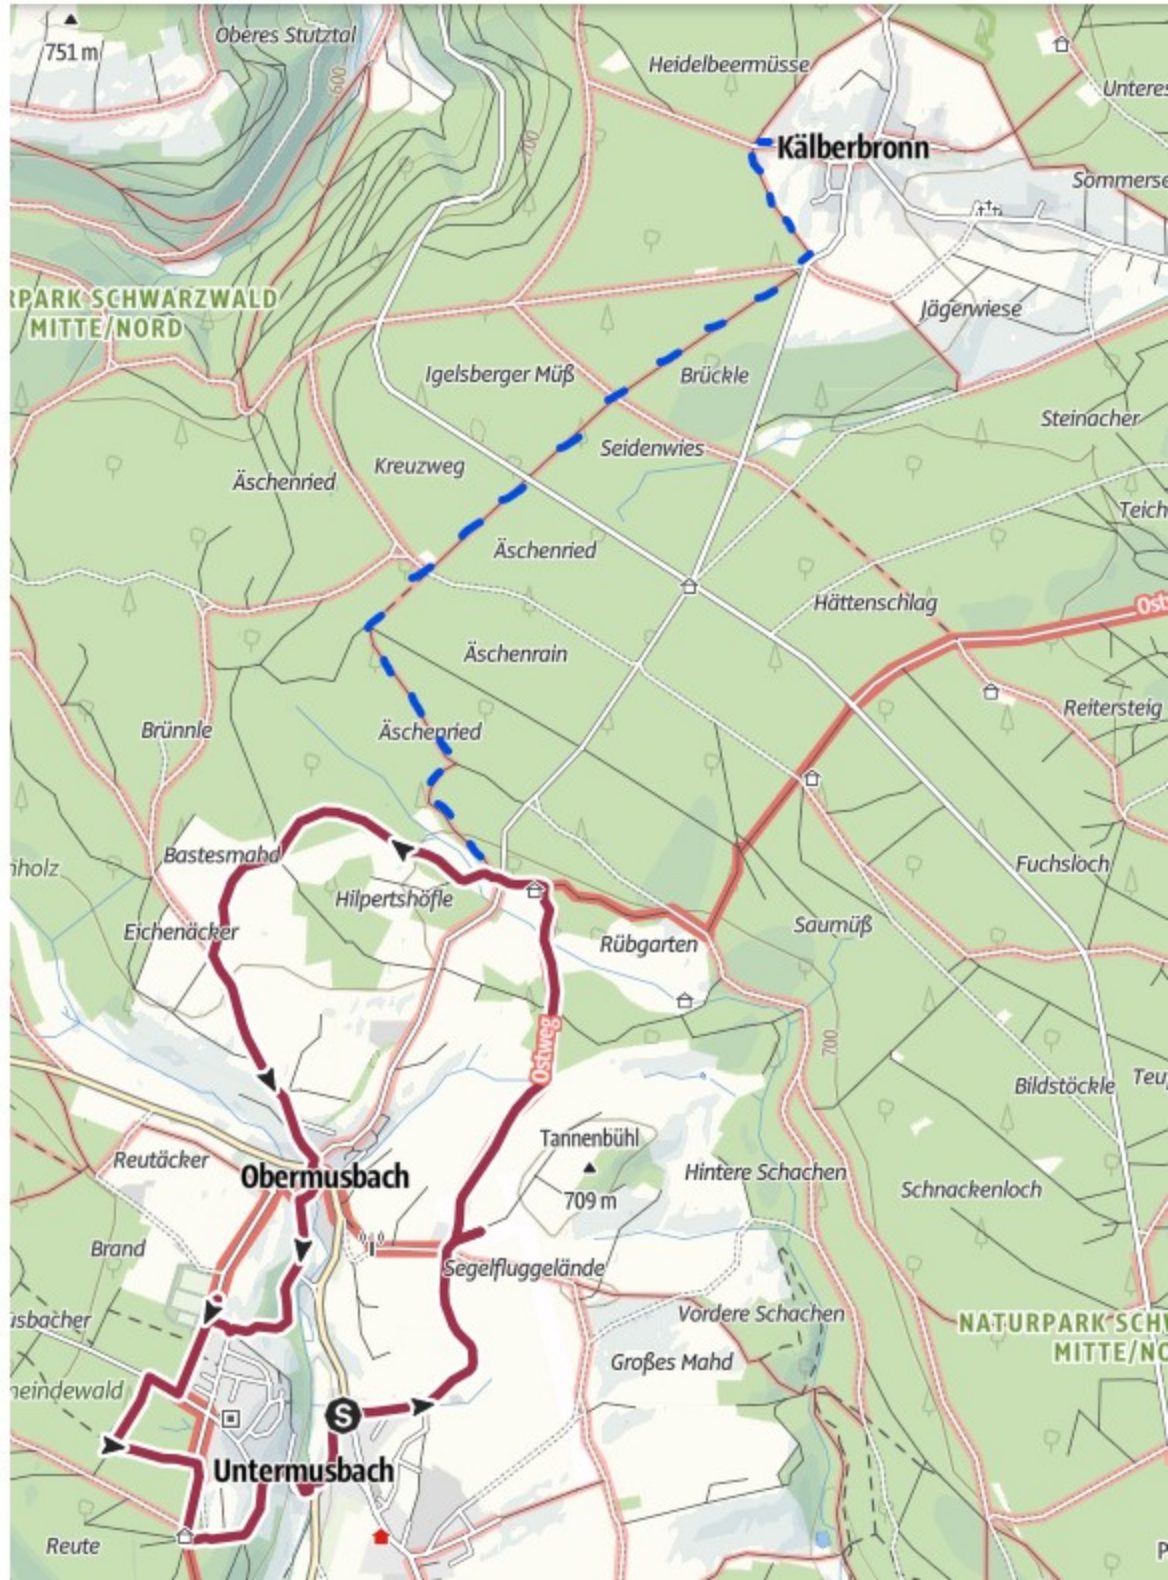 Oberes Stutztal
751 m
600
Heidelbeermüsse
Unteres
700
Kälberbronn
Sommerse
RPARK SCHWARZWALD
MITTE/NORD
Jägerwiese
Igelsberger Müß
Brückle
Steinacher
Seidenwies
Kreuzweg
Äschenried
Teich
Äschenried
Hättenschlag
Ost
Äschenrain
Reitersteig
Brünnle
Äschenried
Bastesmahd
Fuchsloch
nholz
Hilpertshöfle
Eichenäcker
Rübgarten
Saumüß
Ostweg
700
Bildstöckle
Teu
Tannenbühl
Reutäcker
Obermusbach
Hintere Schachen
709 m
Schnackenloch
Brand
Segelfluggelände
usbacher
Vordere Schachen
NATURPARK SCHW
MITTE/NO
Großes Mahd
neindewald
S
Untermusbach
Reute
P